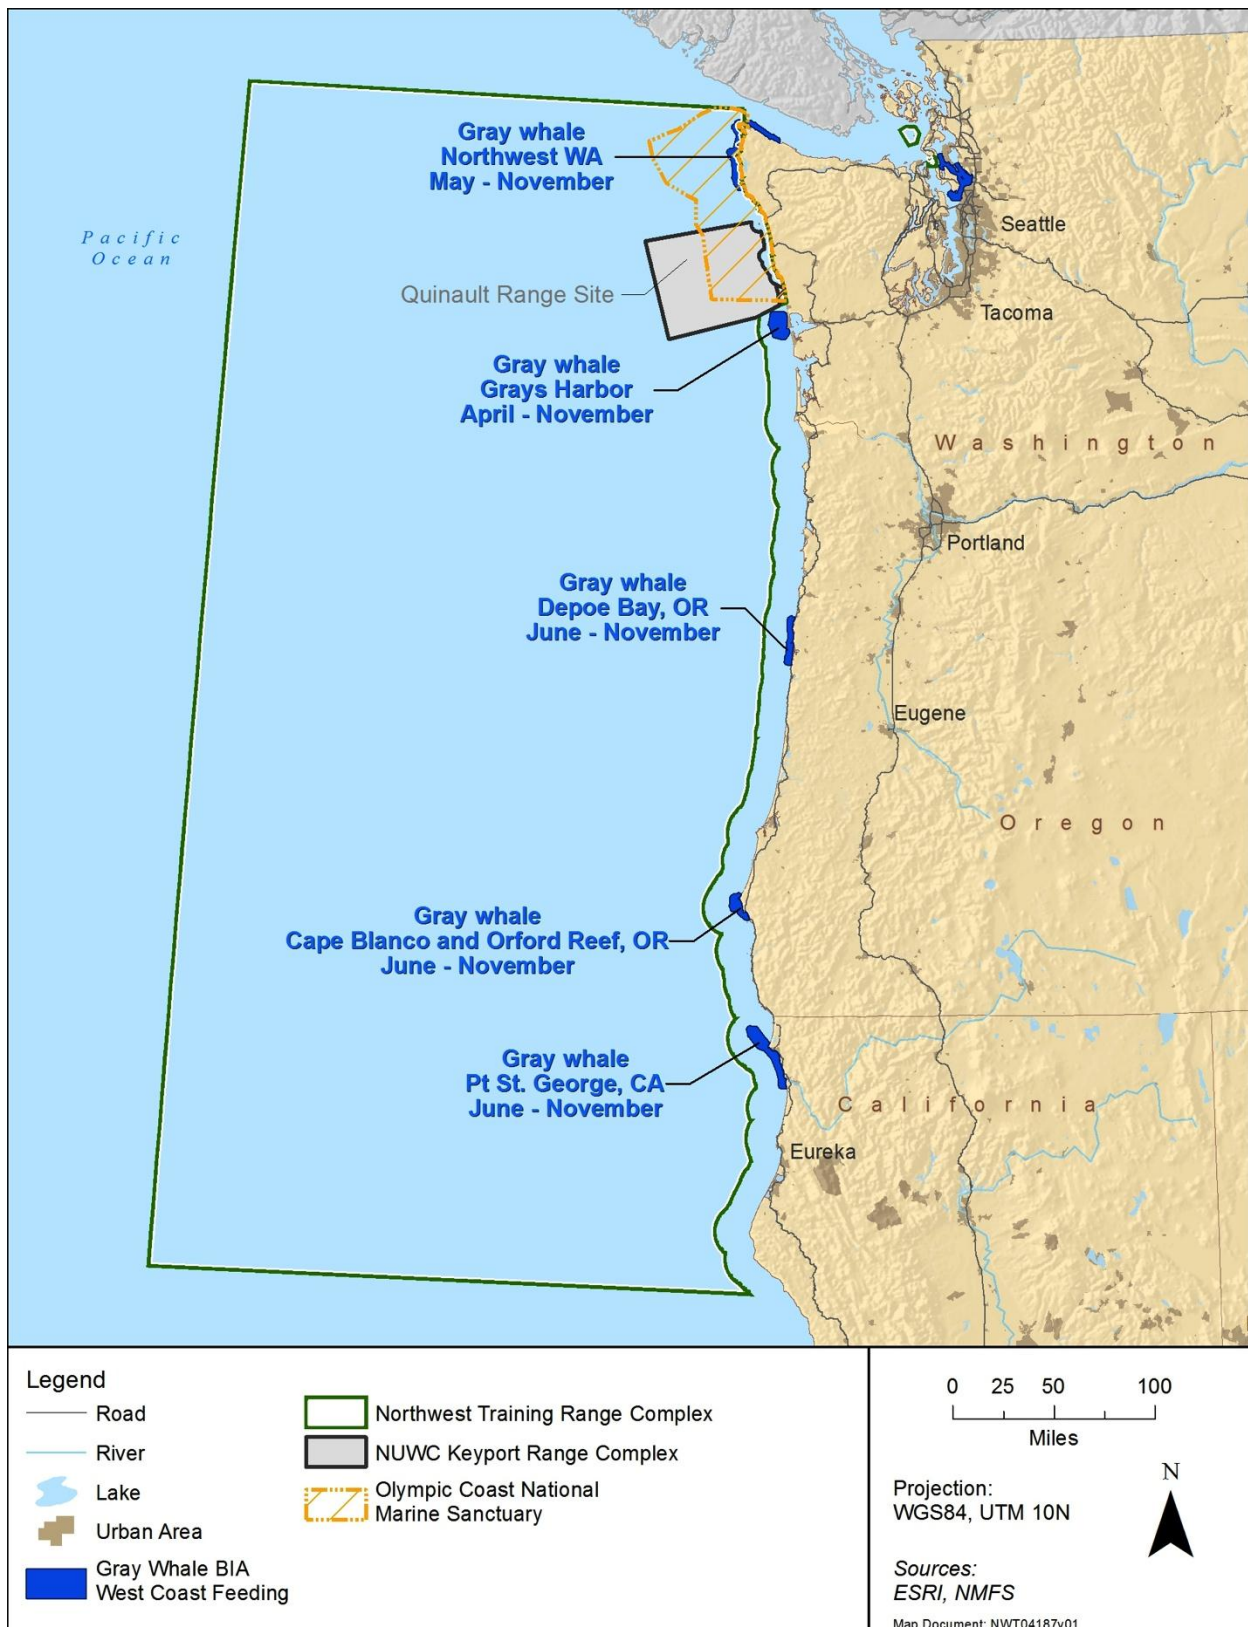 Gray whale
Northwest WA
May - November
Pacific
Ocean
Seattle
Quinault Range Site
Tacoma
Gray whale
Grays Harbor
April - November
Washington
Portland
Gray whale
Depoe Bay, OR
June - November
Eugene
Oregon
Gray whale
Cape Blanco and Orford Reef, OR
June - November
Gray whale
Pt St. George, CA
June - November
California
Eureka
Legend
Road
River
Lake
Urban Area
Gray Whale BIA
West Coast Feeding
Northwest Training Range Complex
NUWC Keyport Range Complex
Olympic Coast National
Marine Sanctuary
0 25 50 100
Miles
N
Projection:
WGS84, UTM 10N
Sources:
ESRI, NMFS
Map Document: NWT04187v01